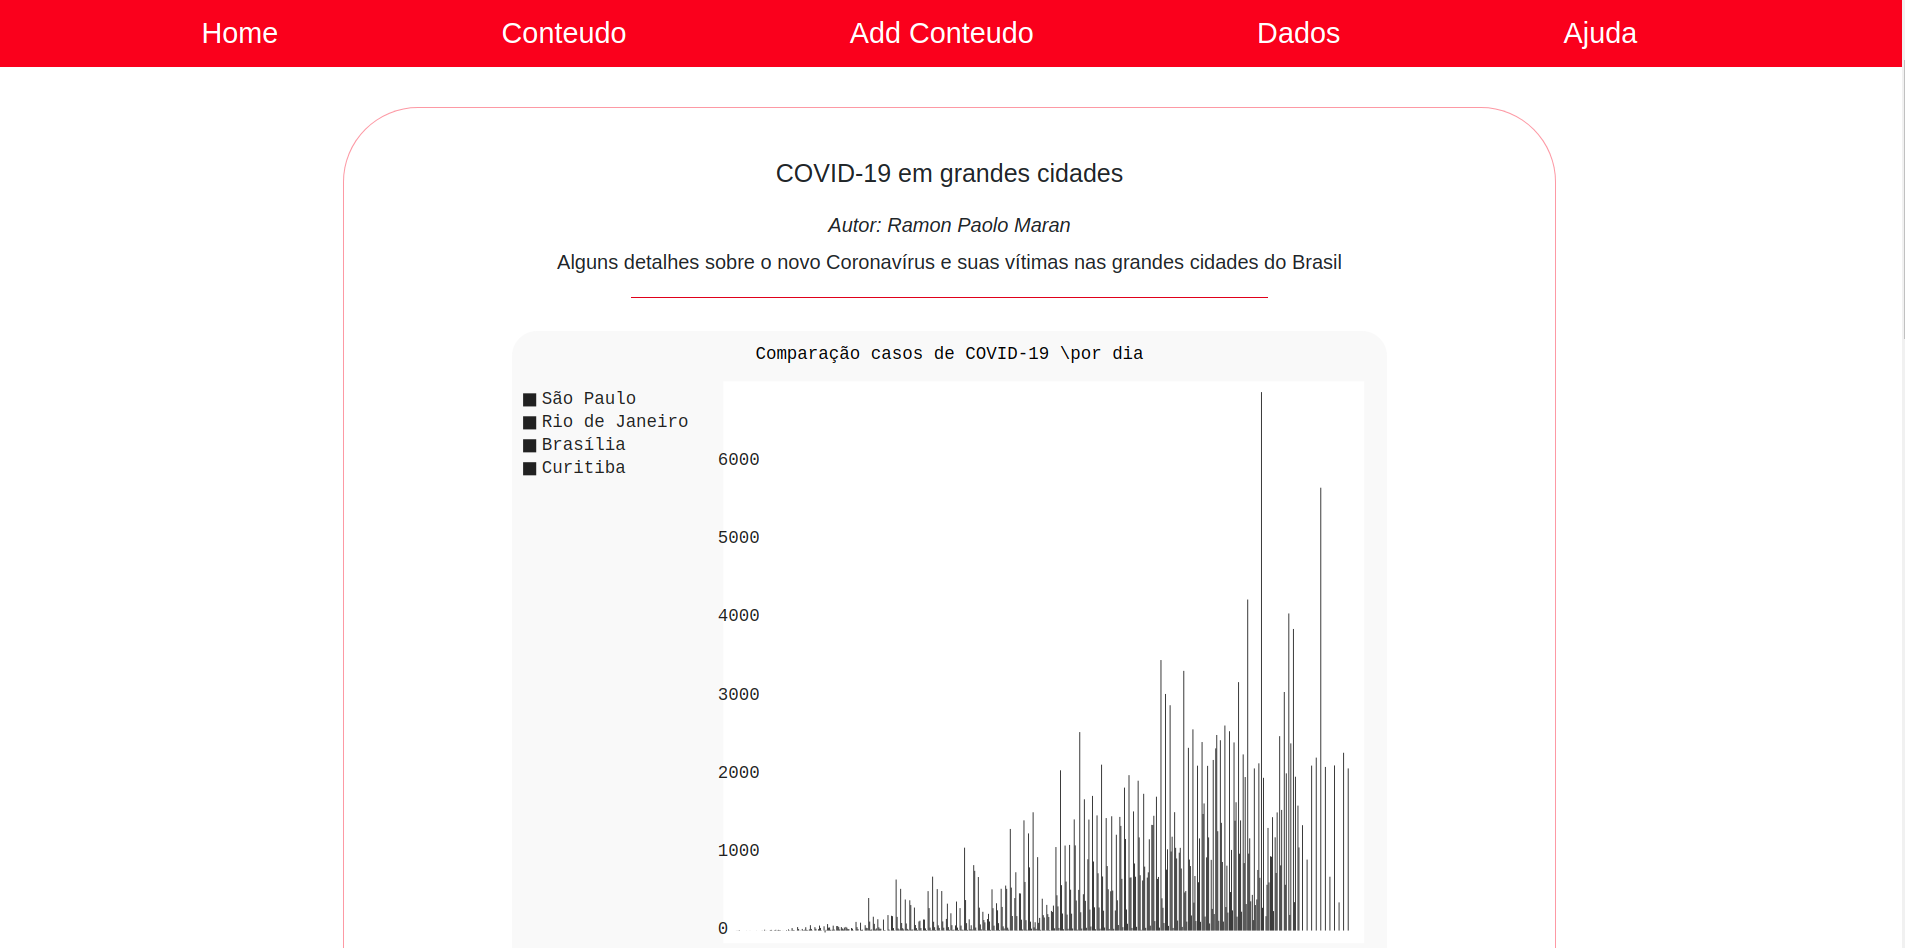 Home Conteudo Add Conteudo Dados Ajuda
COVID-19 em grandes cidades
Autor: Ramon Paolo Maran
Alguns detalhes sobre o novo Coronavírus e suas vítimas nas grandes cidades do Brasil
Comparação casos de COVID-19 \por dia
São Paulo
Rio de Janeiro
Brasília
Curitiba
6000
5000
4000
3000
2000
1000
0